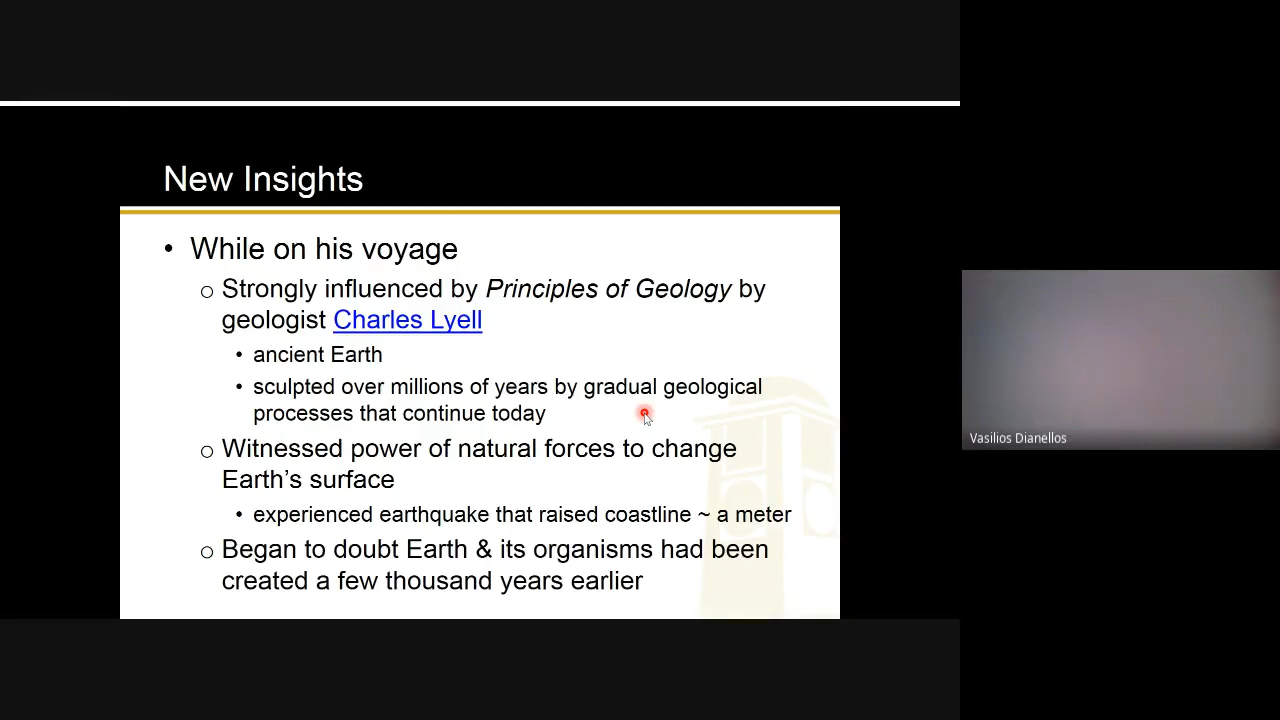 New Insights
• While on his voyage
o Strongly influenced by Principles of Geology by
geologist Charles Lyell
• ancient Earth
• sculpted over millions of years by gradual geological
processes that continue today
o Witnessed power of natural forces to change
Earth’s surface
• experienced earthquake that raised coastline ~ a meter
o Began to doubt Earth & its organisms had been
created a few thousand years earlier
Vasilios Dianellos